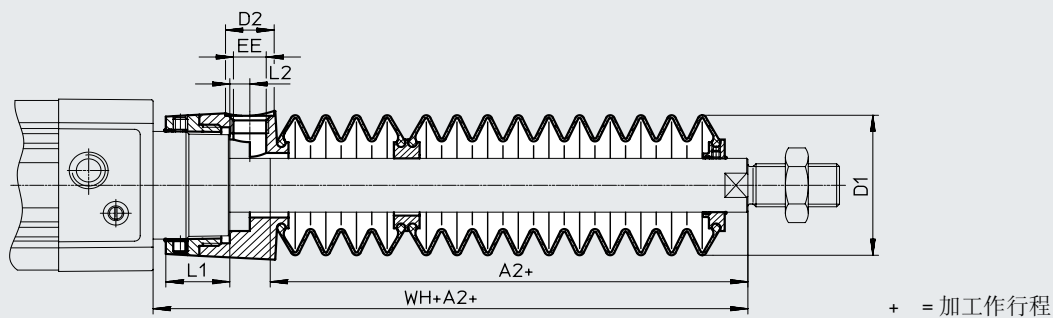 D2
EE
L2
D1
L1
A2+
WH+A2+
+ = 加工作行程